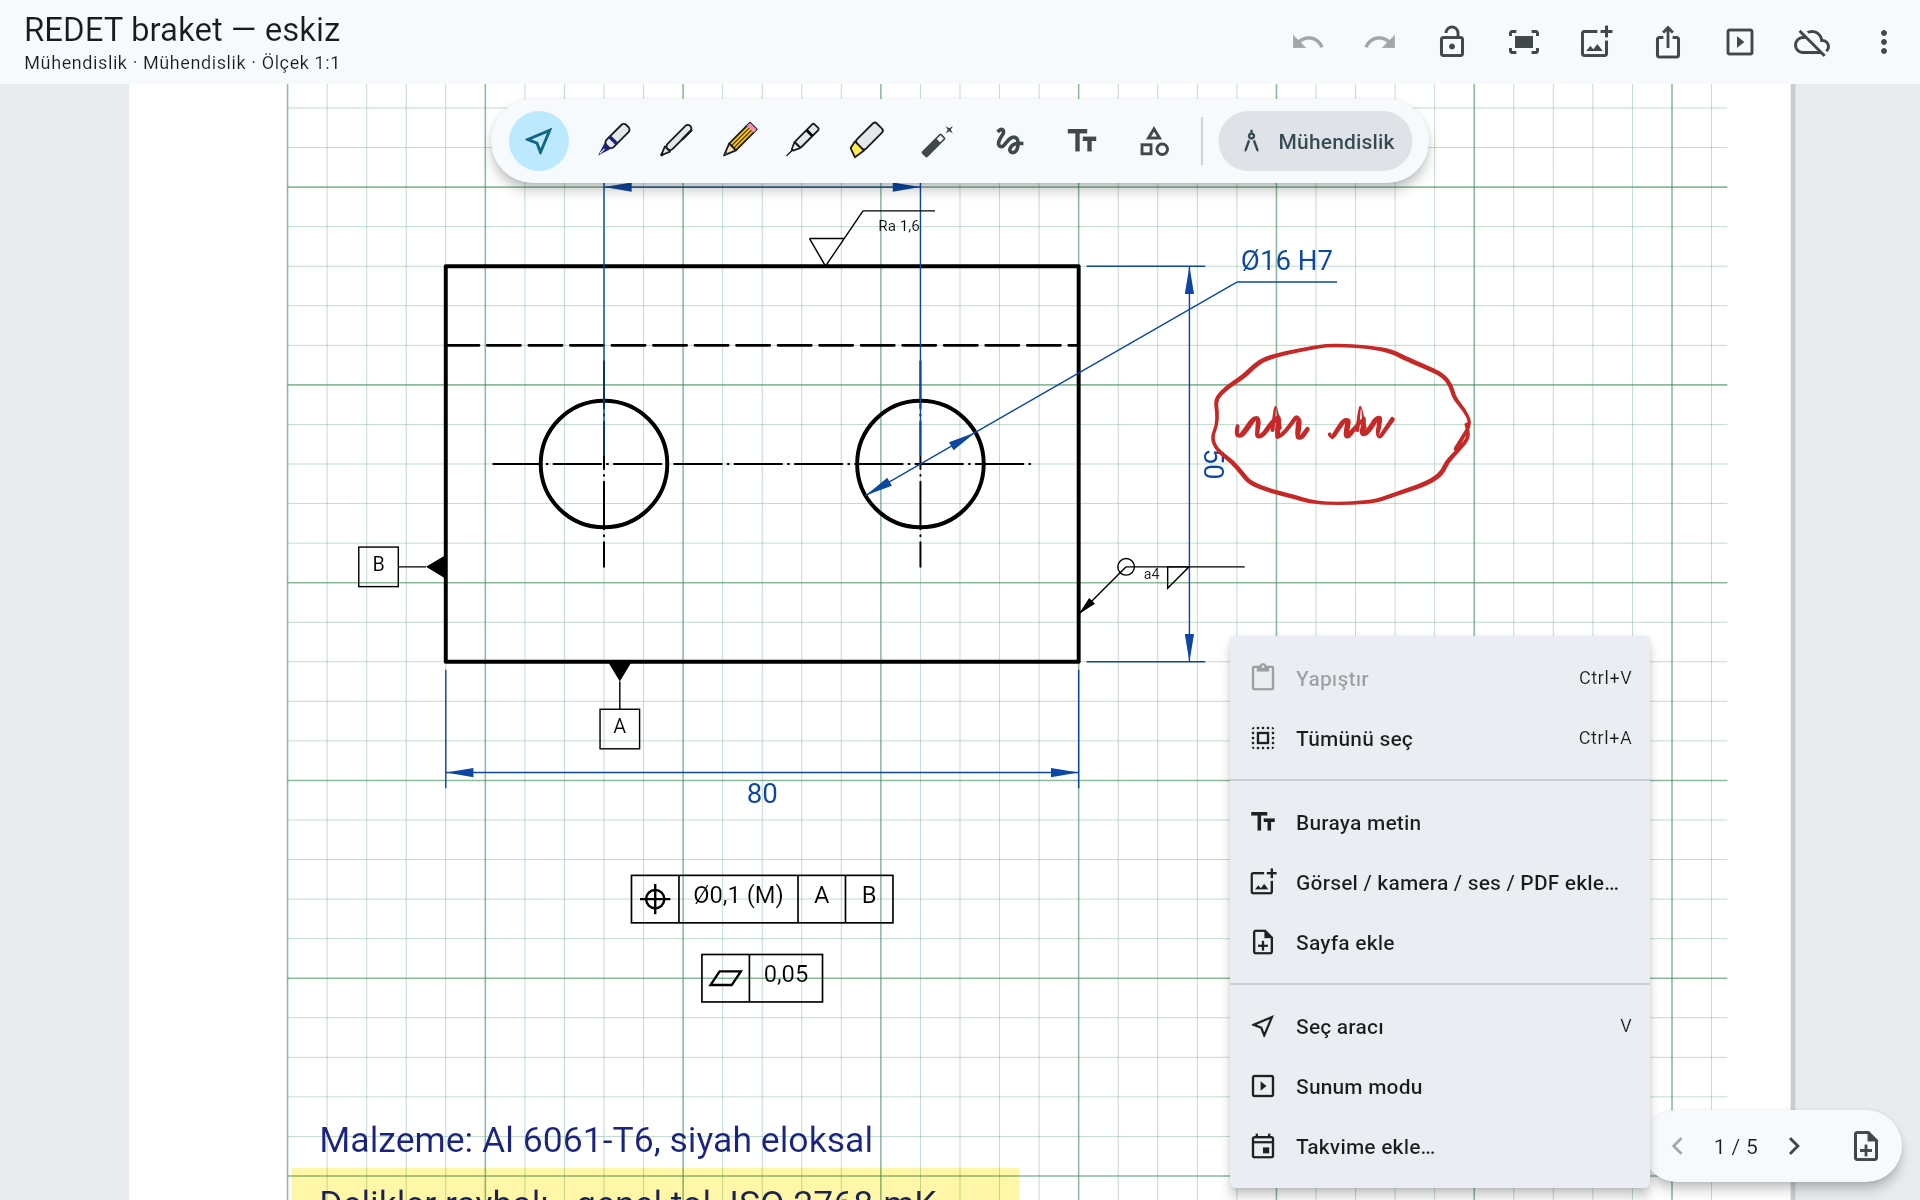 REDET braket — eskiz
Mühendislik · Mühendislik · Ölçek 1:1
Mühendislik
Ra 1,6
Ø16 H7
50
B
a4
A
80
Ø0,1 (M) A B
0,05
Malzeme: Al 6061-T6, siyah eloksal
Yapıştır Ctrl+V
Tümünü seç Ctrl+A
Buraya metin
Görsel / kamera / ses / PDF ekle...
Sayfa ekle
Seç aracı V
Sunum modu
Takvime ekle...
1 / 5